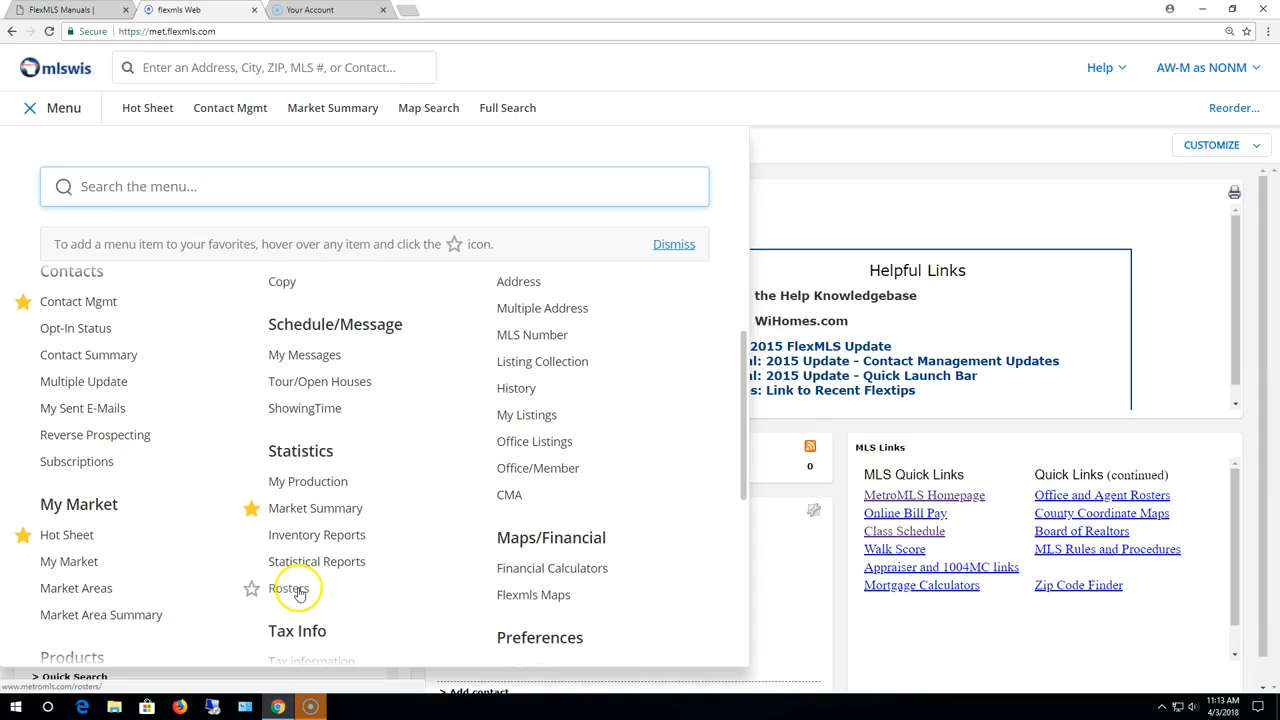 FlexMLS Manuals |
flexmls Web
Your Account
Secure
https://met.flexmls.com
mlswis
Enter an Address, City, ZIP, MLS #, or Contact...
Help
AW-M as NONM
Menu
Hot Sheet
Contact Mgmt
Market Summary
Map Search
Full Search
Reorder...
CUSTOMIZE
Search the menu...
To add a menu item to your favorites, hover over any item and click the icon.
Dismiss
Contacts
Contact Mgmt
Opt-In Status
Contact Summary
Multiple Update
My Sent E-Mails
Reverse Prospecting
Subscriptions
My Market
Hot Sheet
My Market
Market Areas
Market Area Summary
Products
Copy
Schedule/Message
My Messages
Tour/Open Houses
ShowingTime
Statistics
My Production
Market Summary
Inventory Reports
Statistical Reports
Rosters
Tax Info
Tax information
Address
Multiple Address
MLS Number
Listing Collection
History
My Listings
Office Listings
Office/Member
CMA
Maps/Financial
Financial Calculators
Flexmls Maps
Preferences
Helpful Links
the Help Knowledgebase
WiHomes.com
2015 FlexMLS Update
al: 2015 Update - Contact Management Updates
al: 2015 Update - Quick Launch Bar
s: Link to Recent Flextips
0
MLS Links
MLS Quick Links
MetroMLS Homepage
Online Bill Pay
Class Schedule
Walk Score
Appraiser and 1004MC links
Mortgage Calculators
Quick Links (continued)
Office and Agent Rosters
County Coordinate Maps
Board of Realtors
MLS Rules and Procedures
Zip Code Finder
> Quick Search
> Add contact
www.metromls.com/rosters/
11:13 AM
4/3/2018